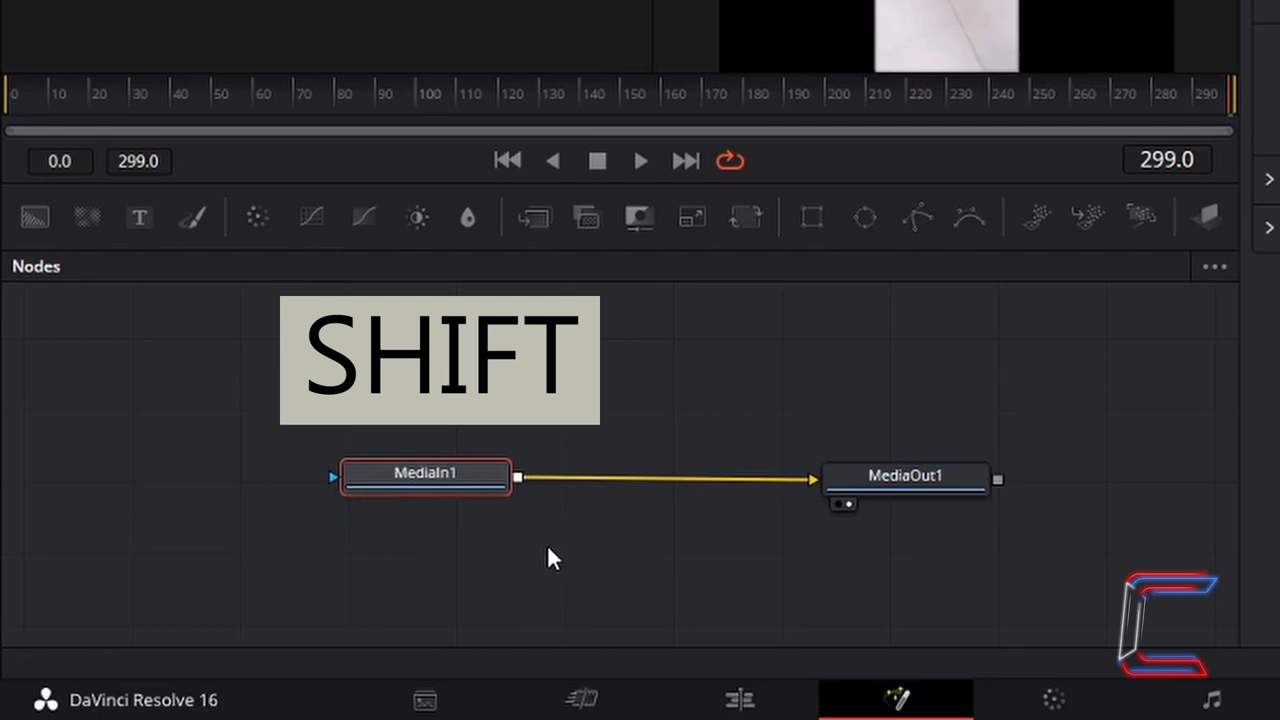 0 10 20 30 40 50 60 70 80 90 100 110 120 130 140 150 160 170 180 190 200 210 220 230 240 250 260 270 280 290
0.0 299.0 299.0
T
Nodes
SHIFT
MediaIn1 MediaOut1
DaVinci Resolve 16